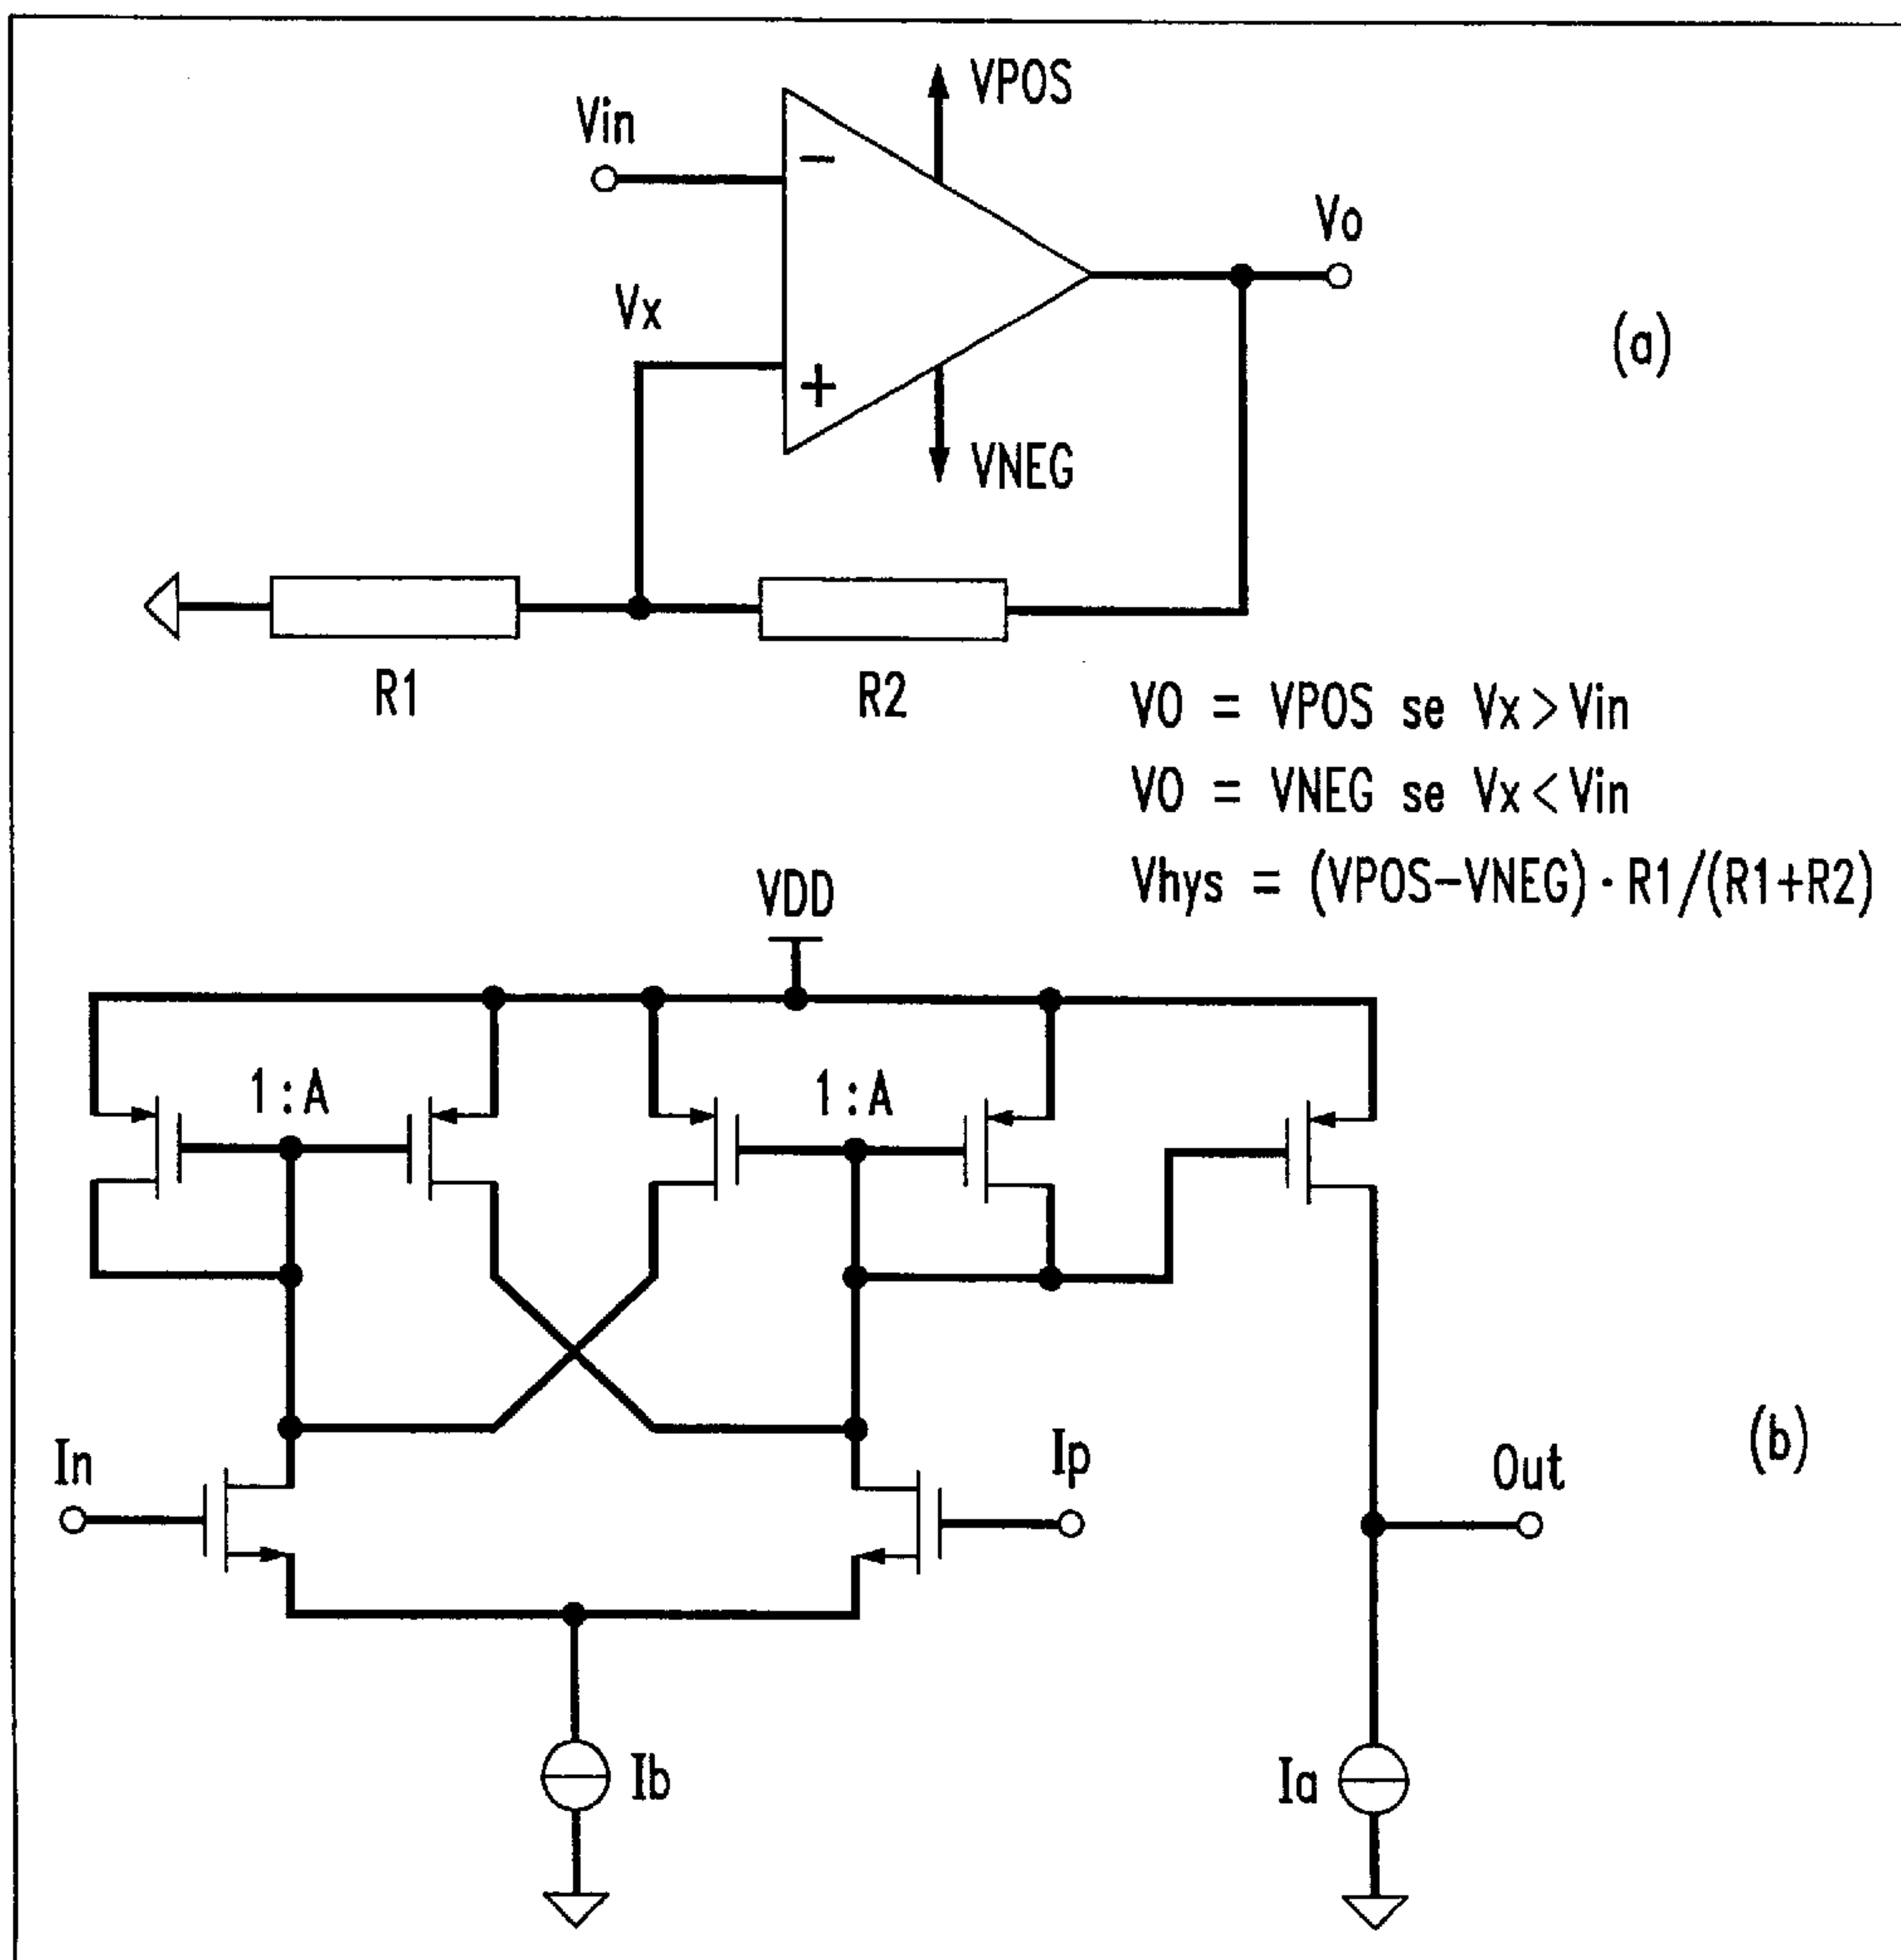 VPOS
Vin
−
Vo
Vx
(a)
+
VNEG
R1
R2
VO = VPOS se Vx>Vin
VO = VNEG se Vx<Vin
Vhys = (VPOS-VNEG)·R1/(R1+R2)
VDD
1:A
1:A
In
Ip
Out
(b)
Ib
Ia